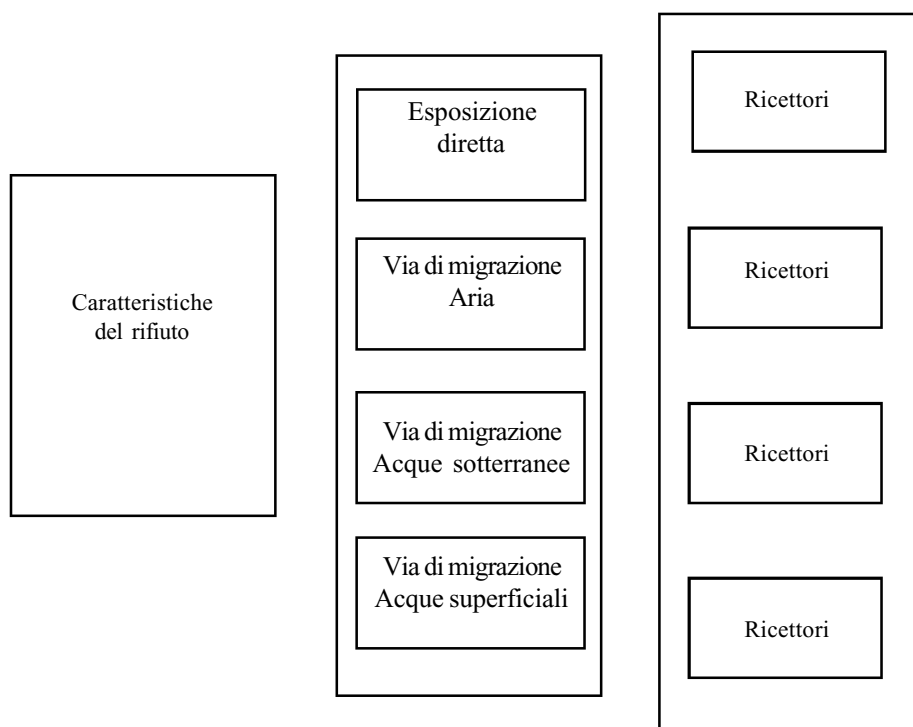 Caratteristiche
del rifiuto
Esposizione
diretta
Via di migrazione
Aria
Via di migrazione
Acque sotterranee
Via di migrazione
Acque superficiali
Ricettori
Ricettori
Ricettori
Ricettori